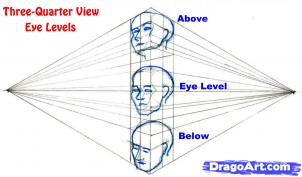 Three-Quarter View
Eye Levels
Above
Eye Level
Below
DragoArt.com